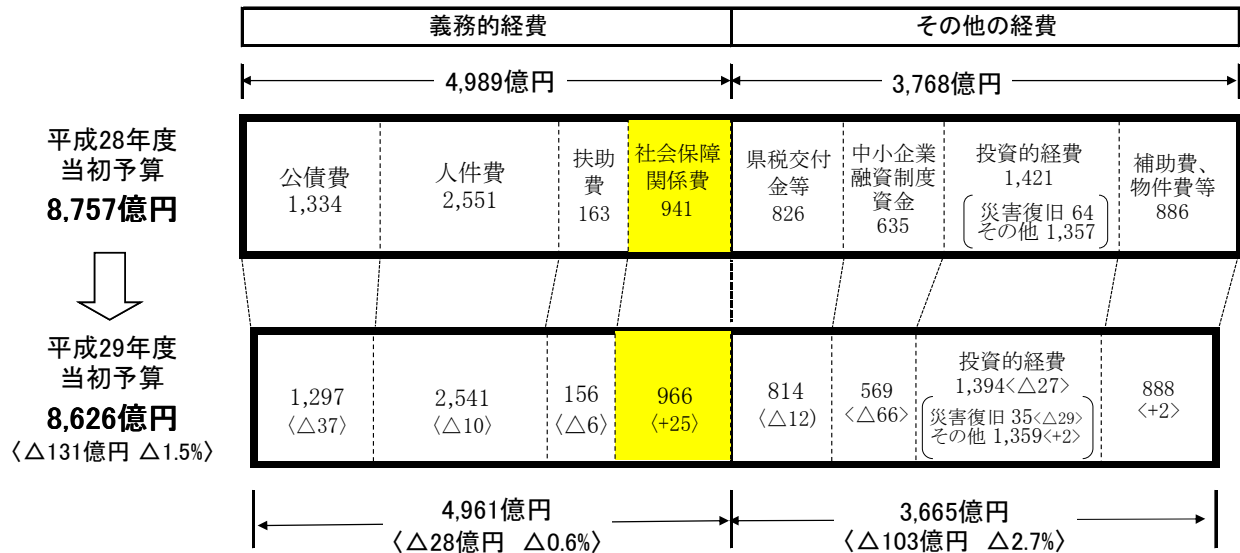 義務的経費
その他の経費
4,989億円
3,768億円
平成28年度
当初予算
8,757億円
公債費
1,334
人件費
2,551
扶助
費
163
社会保障
関係費
941
県税交付
金等
826
中小企業
融資制度
資金
635
投資的経費
1,421
災害復旧 64
その他 1,357
補助費、
物件費等
886
平成29年度
当初予算
8,626億円
〈△131億円 △1.5%〉
1,297
〈△37〉
2,541
〈△10〉
156
〈△6〉
966
〈+25〉
814
〈△12)
569
<△66>
投資的経費
1,394<△27>
災害復旧 35<△29>
その他 1,359<+2>
888
<+2>
4,961億円
〈△28億円 △0.6%〉
3,665億円
〈△103億円 △2.7%〉